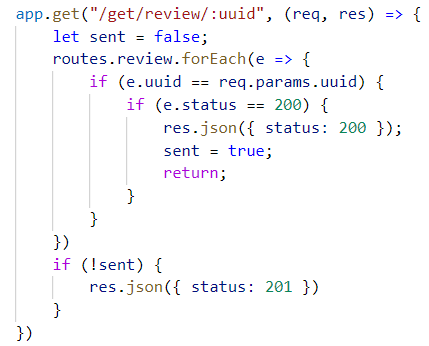 app.get("/get/review/:uuid", (req, res) => {
    let sent = false;
    routes.review.forEach(e => {
        if (e.uuid == req.params.uuid) {
            if (e.status == 200) {
                res.json({ status: 200 });
                sent = true;
                return;
            }
        }
    })
    if (!sent) {
        res.json({ status: 201 })
    }
})